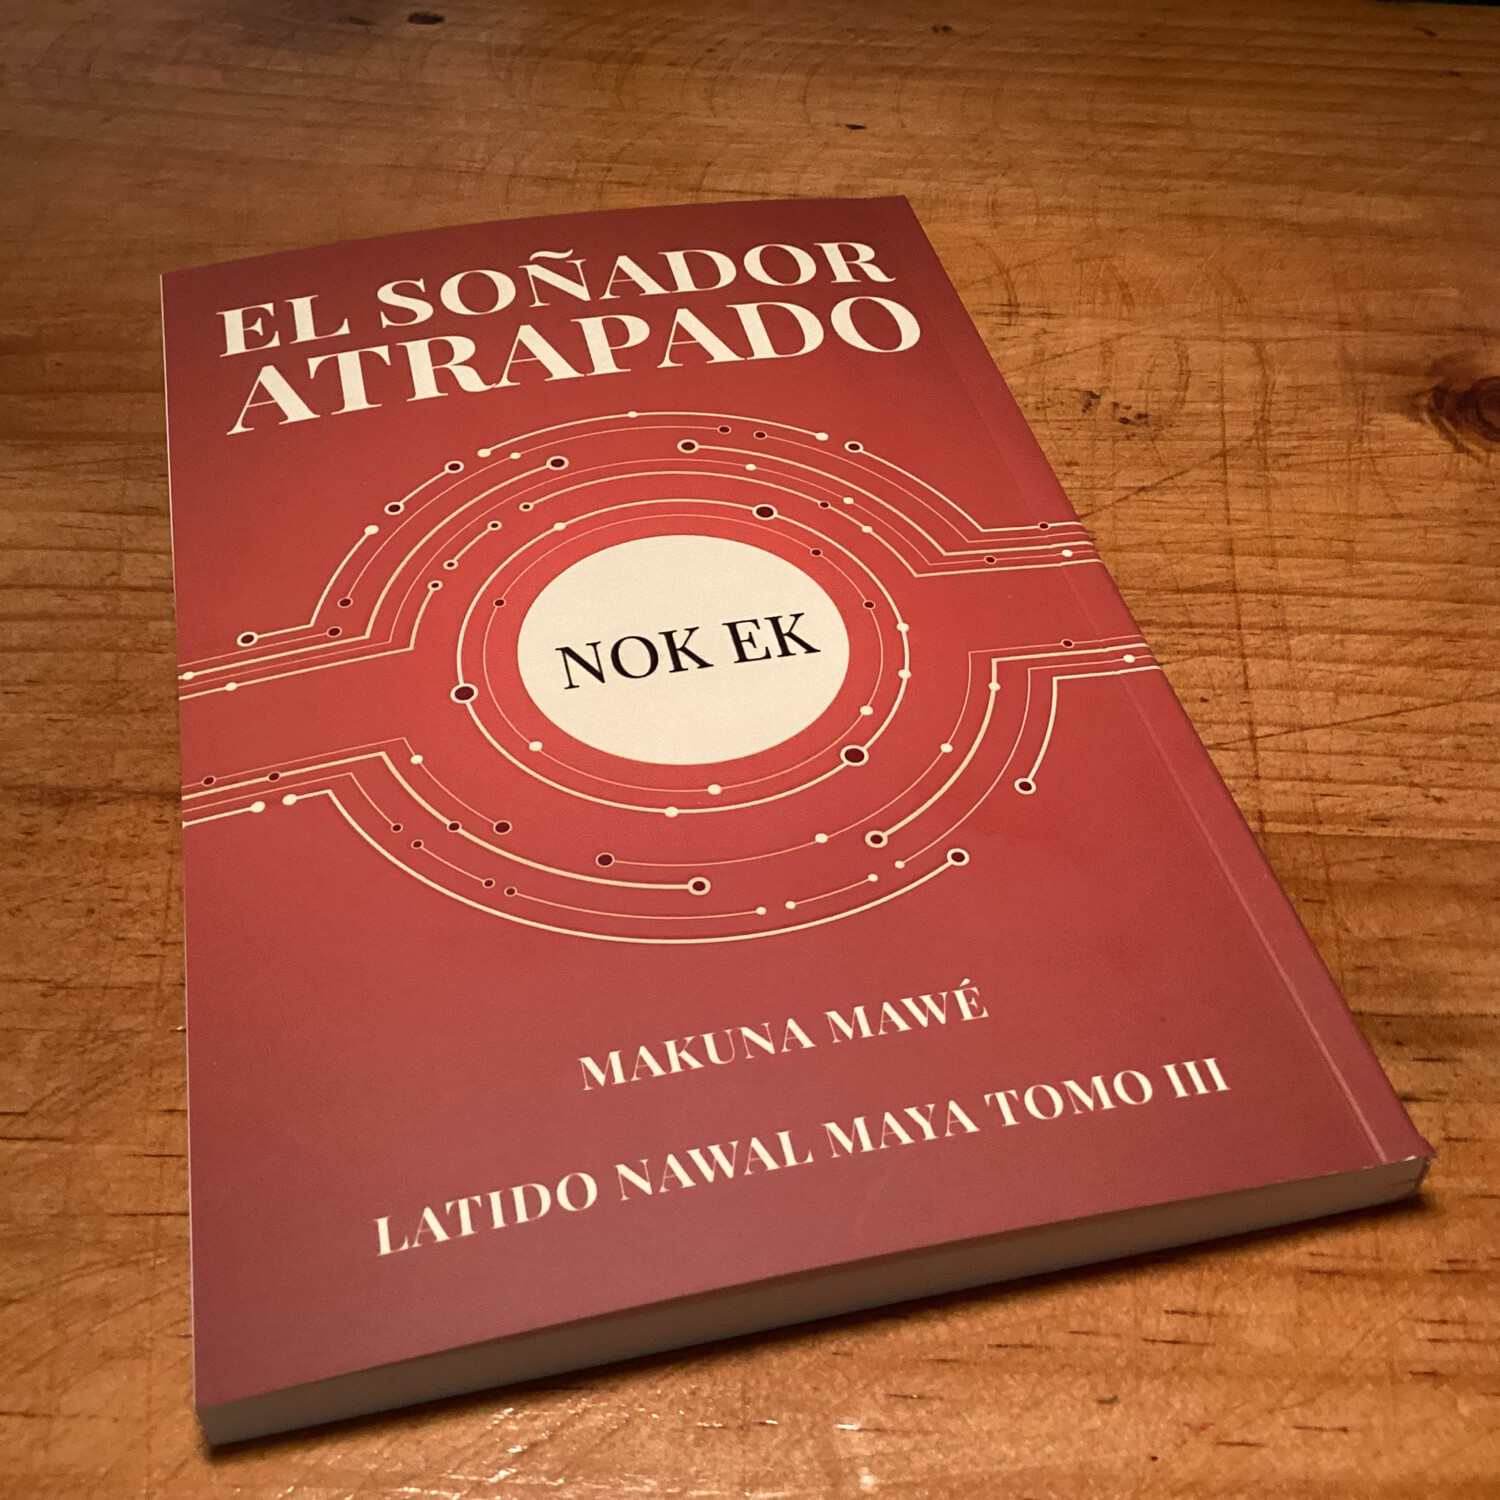 EL SOÑADOR
ATRAPADO
NOK EK
MAKUNA MAWÉ
LATIDO NAWAL MAYA TOMO III